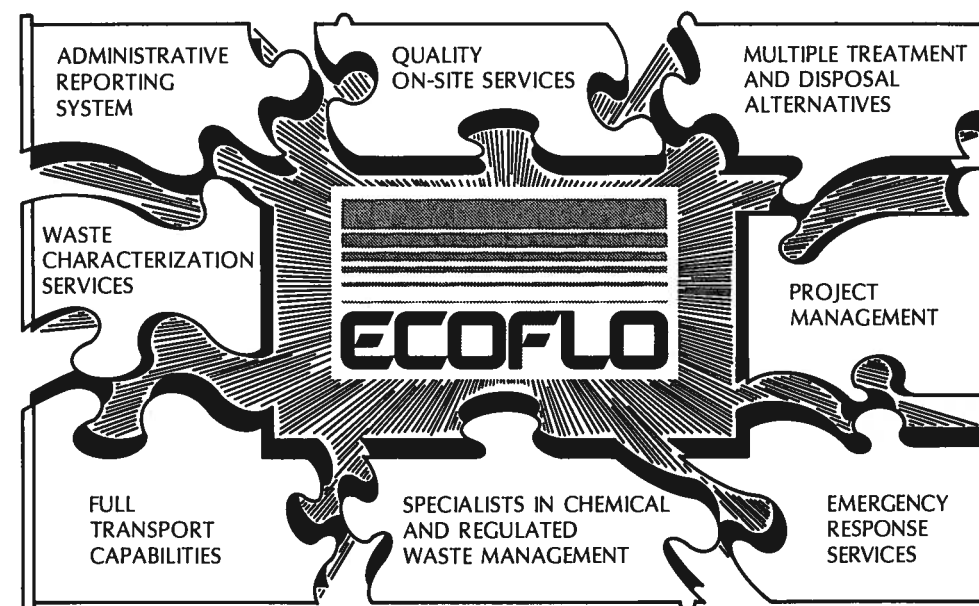 ADMINISTRATIVE
REPORTING
SYSTEM
QUALITY
ON-SITE SERVICES
MULTIPLE TREATMENT
AND DISPOSAL
ALTERNATIVES
WASTE
CHARACTERIZATION
SERVICES
ECOFLO
PROJECT
MANAGEMENT
FULL
TRANSPORT
CAPABILITIES
SPECIALISTS IN CHEMICAL
AND REGULATED
WASTE MANAGEMENT
EMERGENCY
RESPONSE
SERVICES